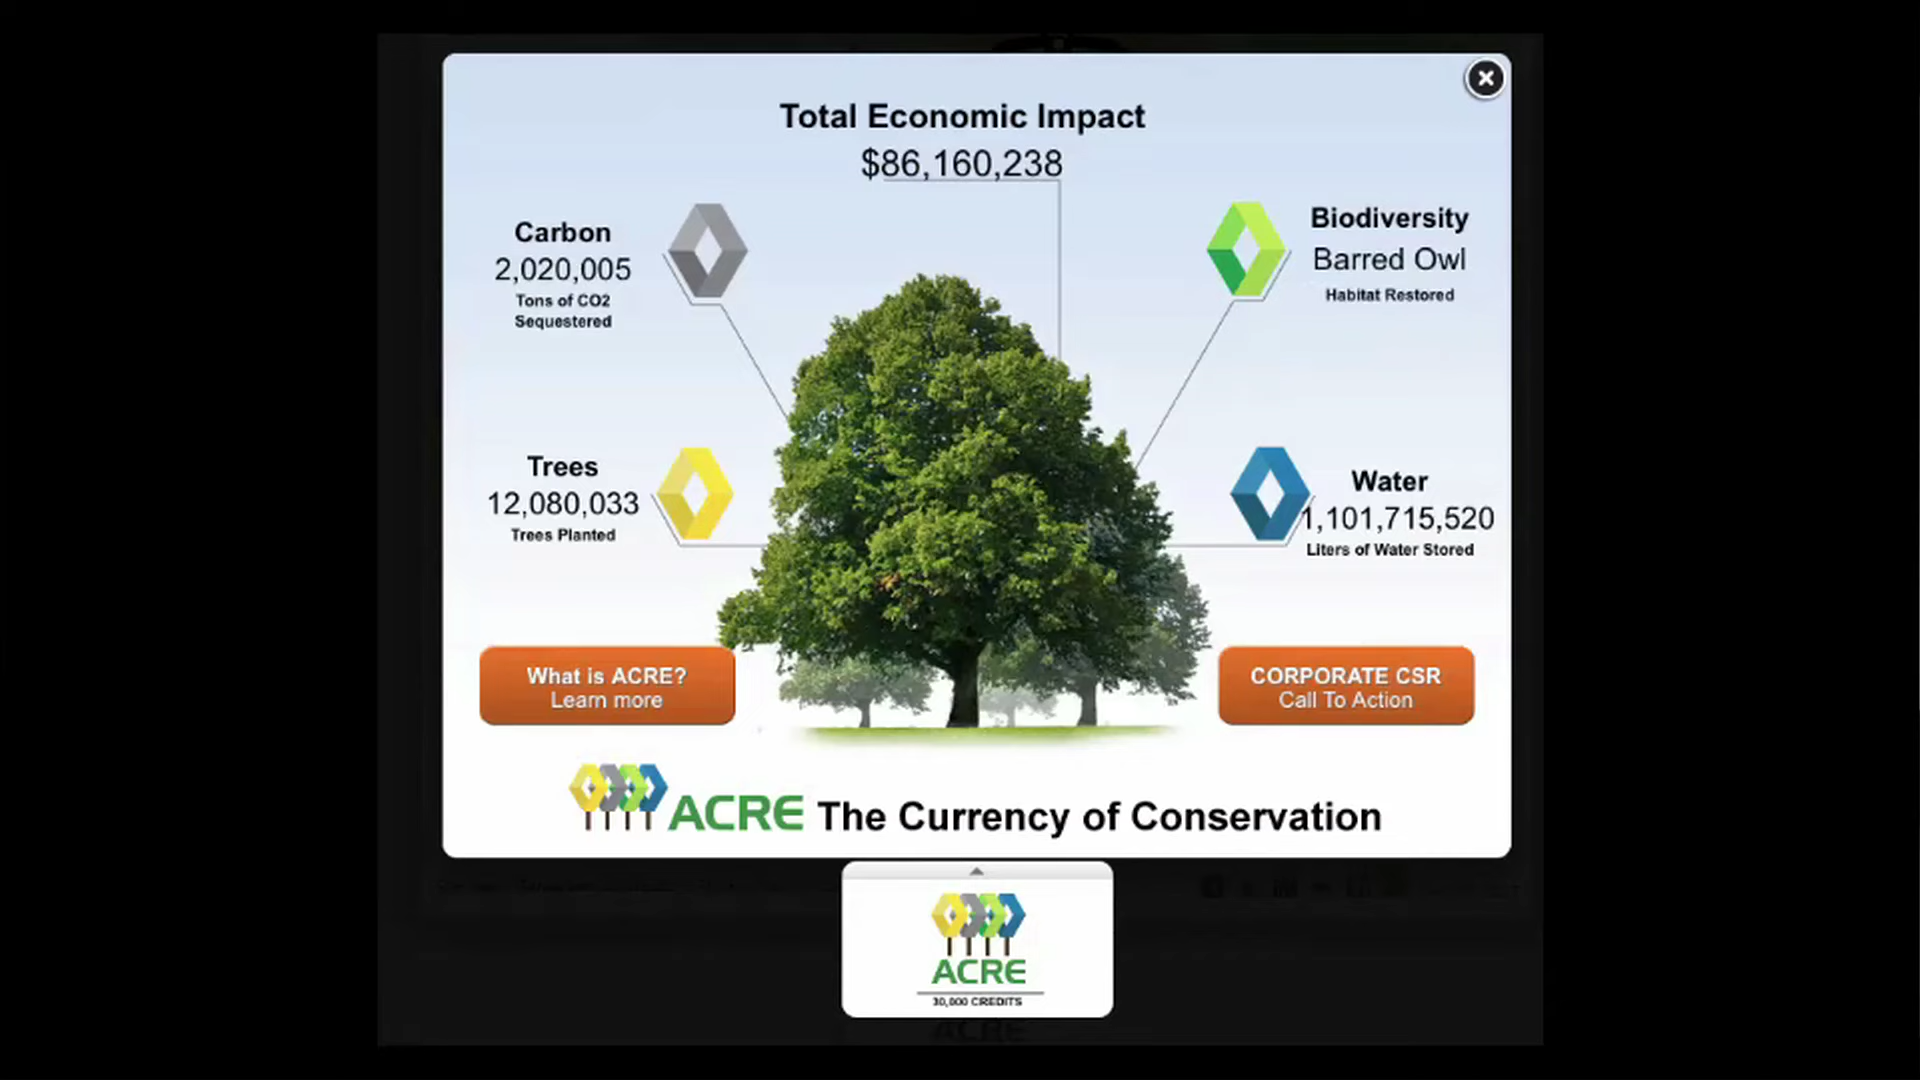 Total Economic Impact
$86,160,238
Carbon
2,020,005
Tons of CO2
Sequestered
Biodiversity
Barred Owl
Habitat Restored
Trees
12,080,033
Trees Planted
Water
1,101,715,520
Liters of Water Stored
What is ACRE?
Learn more
CORPORATE CSR
Call To Action
ACRE The Currency of Conservation
ACRE
30,000 CREDITS
ACRE